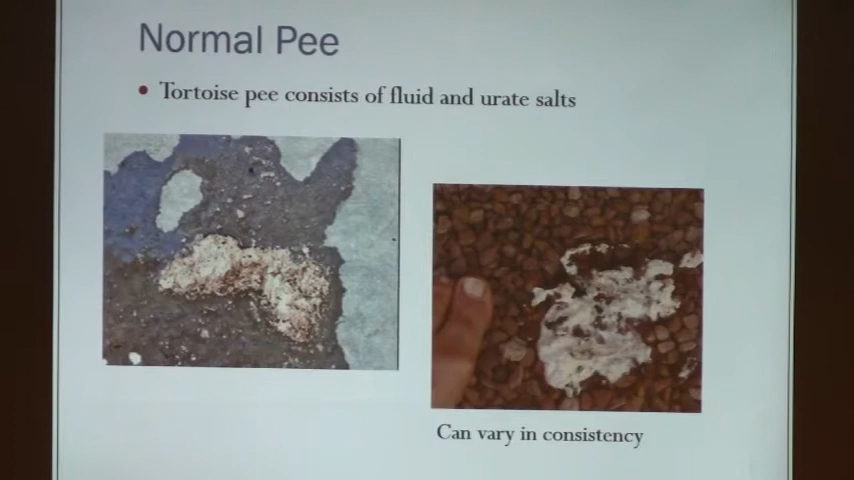 Normal Pee
• Tortoise pee consists of fluid and urate salts
Can vary in consistency